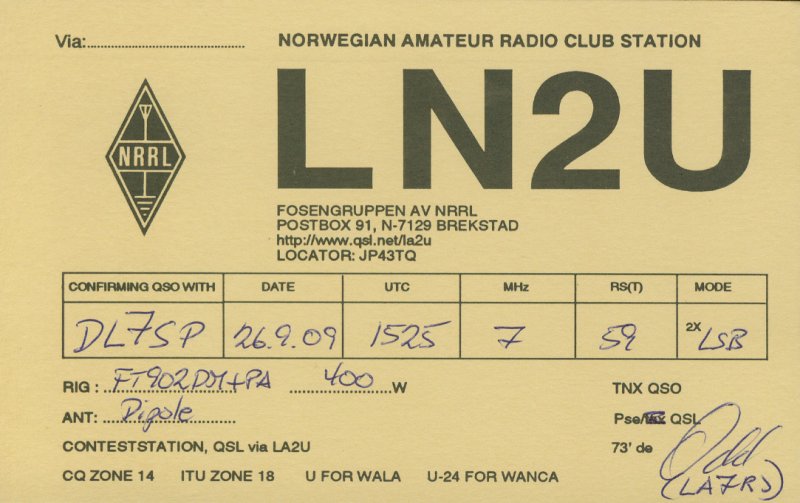 Via:
NORWEGIAN AMATEUR RADIO CLUB STATION
LN2U
NRRL
FOSENGRUPPEN AV NRRL
POSTBOX 91, N-7129 BREKSTAD
http://www.qsl.net/la2u
LOCATOR: JP43TQ
CONFIRMING QSO WITH DATE UTC MHz RS(T) MODE
DL7SP 26.9.09 1525 7 59 2X LSB
RIG : FT902DM+PA 400 W TNX QSO
ANT: Dipole Pse/Tnx QSL
CONTESTSTATION, QSL via LA2U 73' de Odd
CQ ZONE 14 ITU ZONE 18 U FOR WALA U-24 FOR WANCA (LA7RJ)